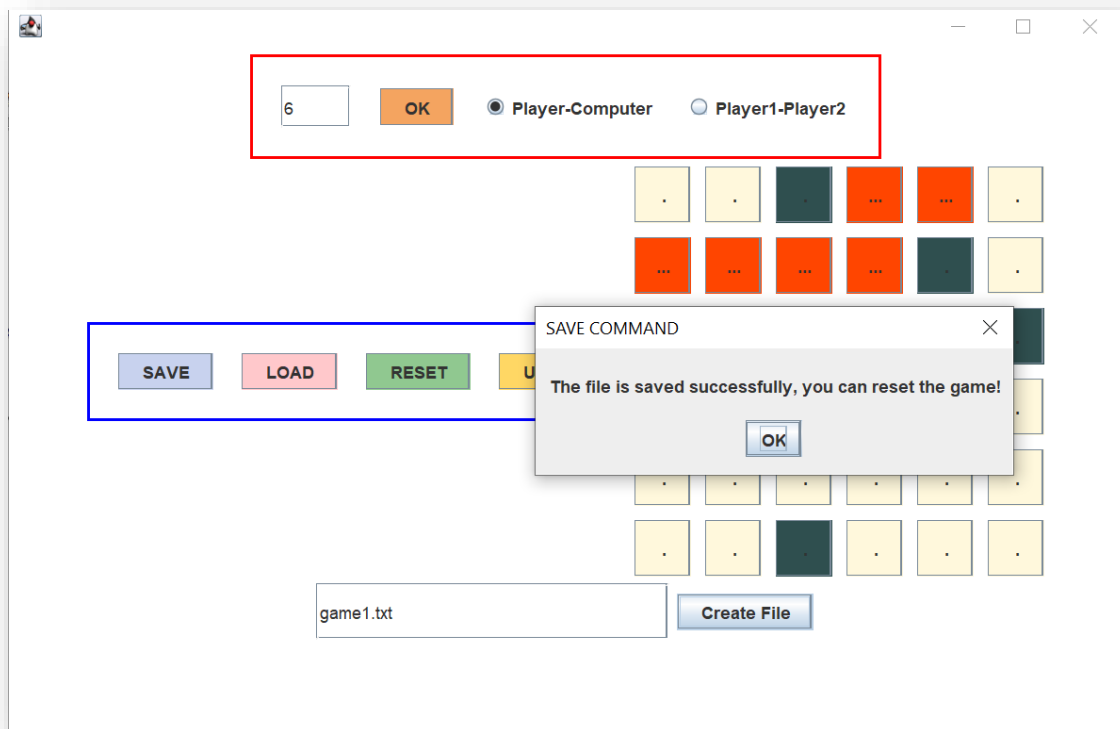 6 OK Player-Computer Player1-Player2
. . . ... ... .
... ... ... ... . .
SAVE COMMAND
SAVE LOAD RESET U
The file is saved successfully, you can reset the game!
.
OK
. . . . . .
. . . . . .
game1.txt Create File